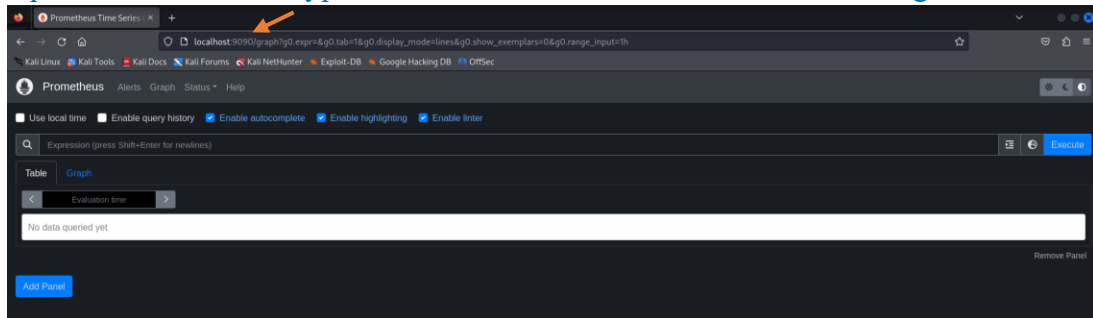 Prometheus Time Series
localhost:9090/graph?g0.expr=&g0.tab=1&g0.display_mode=lines&g0.show_exemplars=0&g0.range_input=1h
Kali Linux Kali Tools Kali Docs Kali Forums Kali NetHunter Exploit-DB Google Hacking DB OffSec
Prometheus Alerts Graph Status Help
Use local time Enable query history Enable autocomplete Enable highlighting Enable linter
Expression (press Shift+Enter for newlines) Execute
Table Graph
Evaluation time
No data queried yet
Remove Panel
Add Panel